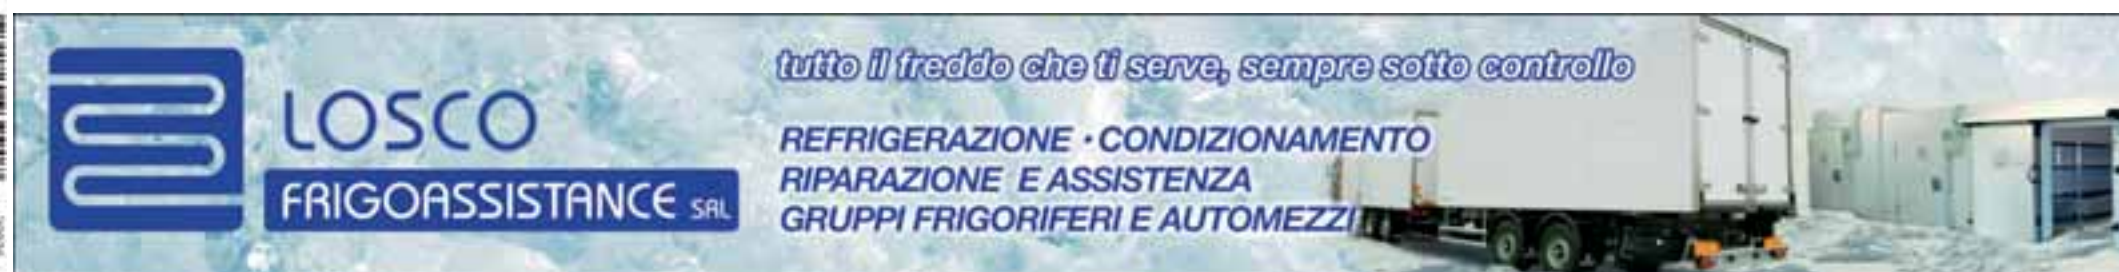 LOSCO
FRIGOASSISTANCE SRL
tutto il freddo che ti serve, sempre sotto controllo
REFRIGERAZIONE · CONDIZIONAMENTO
RIPARAZIONE E ASSISTENZA
GRUPPI FRIGORIFERI E AUTOMEZZI